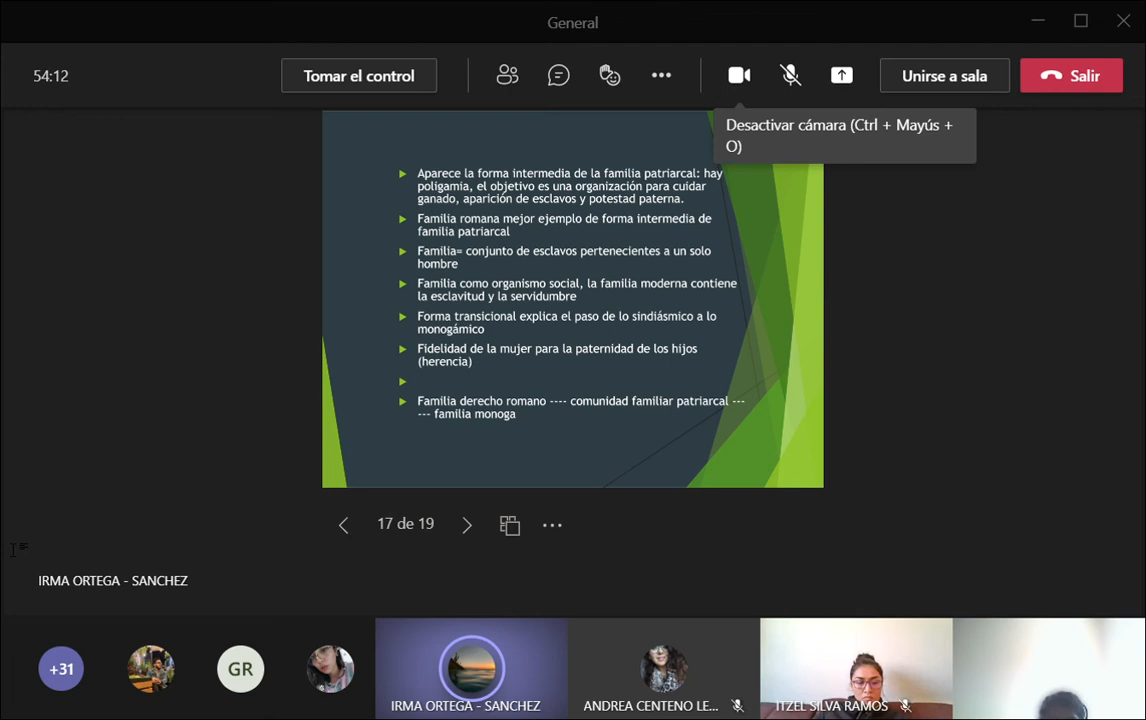 General
54:12
Tomar el control
Unirse a sala
Salir
Desactivar cámara (Ctrl + Mayús +
O)
Aparece la forma intermedia de la familia patriarcal: hay
poligamia, el objetivo es una organización para cuidar
ganado, aparición de esclavos y potestad paterna.
Familia romana mejor ejemplo de forma intermedia de
familia patriarcal
Familia= conjunto de esclavos pertenecientes a un solo
hombre
Familia como organismo social, la familia moderna contiene
la esclavitud y la servidumbre
Forma transicional explica el paso de lo sindiásmico a lo
monogámico
Fidelidad de la mujer para la paternidad de los hijos
(herencia)
Familia derecho romano ---- comunidad familiar patriarcal ---
--- familia monoga
17 de 19
IRMA ORTEGA - SANCHEZ
+31
GR
IRMA ORTEGA - SANCHEZ
ANDREA CENTENO LE...
ITZEL SILVA RAMOS